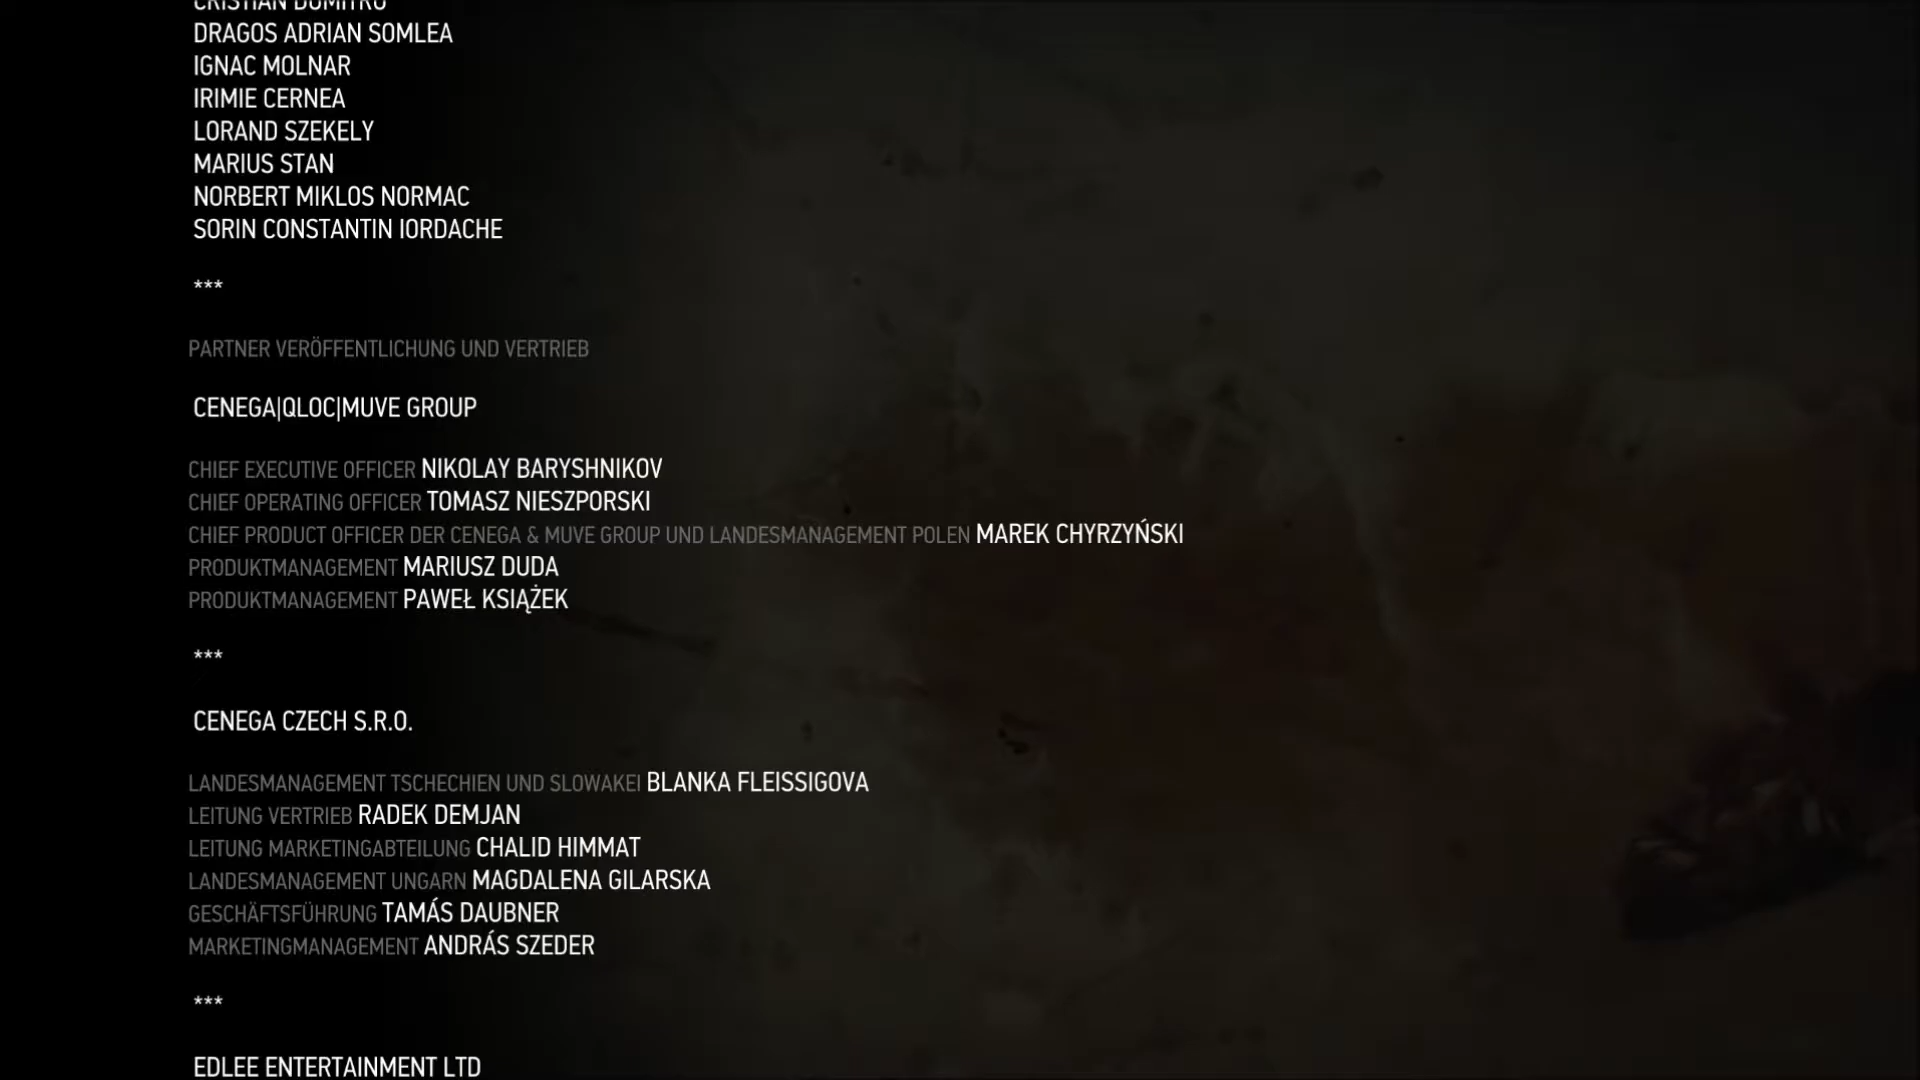 CRISTIAN DUMITRU
DRAGOS ADRIAN SOMLEA
IGNAC MOLNAR
IRIMIE CERNEA
LORAND SZEKELY
MARIUS STAN
NORBERT MIKLOS NORMAC
SORIN CONSTANTIN IORDACHE
***
PARTNER VERÖFFENTLICHUNG UND VERTRIEB
CENEGA|QLOC|MUVE GROUP
CHIEF EXECUTIVE OFFICER NIKOLAY BARYSHNIKOV
CHIEF OPERATING OFFICER TOMASZ NIESZPORSKI
CHIEF PRODUCT OFFICER DER CENEGA & MUVE GROUP UND LANDESMANAGEMENT POLEN MAREK CHYRZYŃSKI
PRODUKTMANAGEMENT MARIUSZ DUDA
PRODUKTMANAGEMENT PAWEŁ KSIĄŻEK
***
CENEGA CZECH S.R.O.
LANDESMANAGEMENT TSCHECHIEN UND SLOWAKEI BLANKA FLEISSIGOVA
LEITUNG VERTRIEB RADEK DEMJAN
LEITUNG MARKETINGABTEILUNG CHALID HIMMAT
LANDESMANAGEMENT UNGARN MAGDALENA GILARSKA
GESCHÄFTSFÜHRUNG TAMÁS DAUBNER
MARKETINGMANAGEMENT ANDRÁS SZEDER
***
EDLEE ENTERTAINMENT LTD